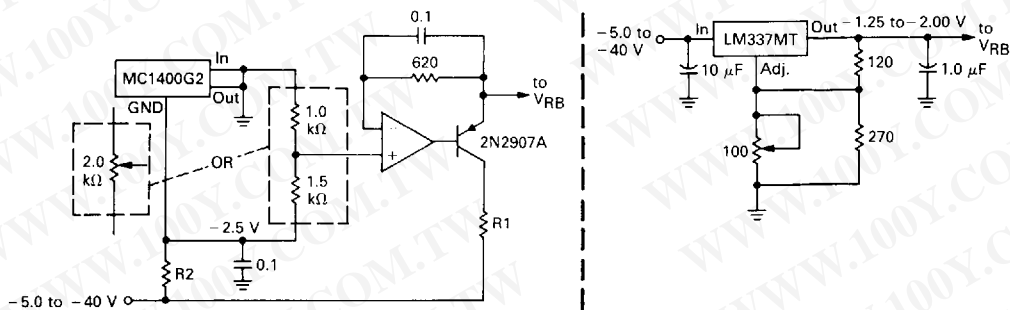 0.1
620
In
MC1400G2
Out
GND
1.0
kΩ
2.0
kΩ
OR
1.5
kΩ
+
to
VRB
2N2907A
R1
−2.5 V
0.1
R2
−5.0 to −40 V
−5.0 to
−40 V
In
LM337MT
Out
−1.25 to −2.00 V
to
VRB
10 μF
Adj.
120
1.0 μF
100
270
WWW.100Y.COM.TW